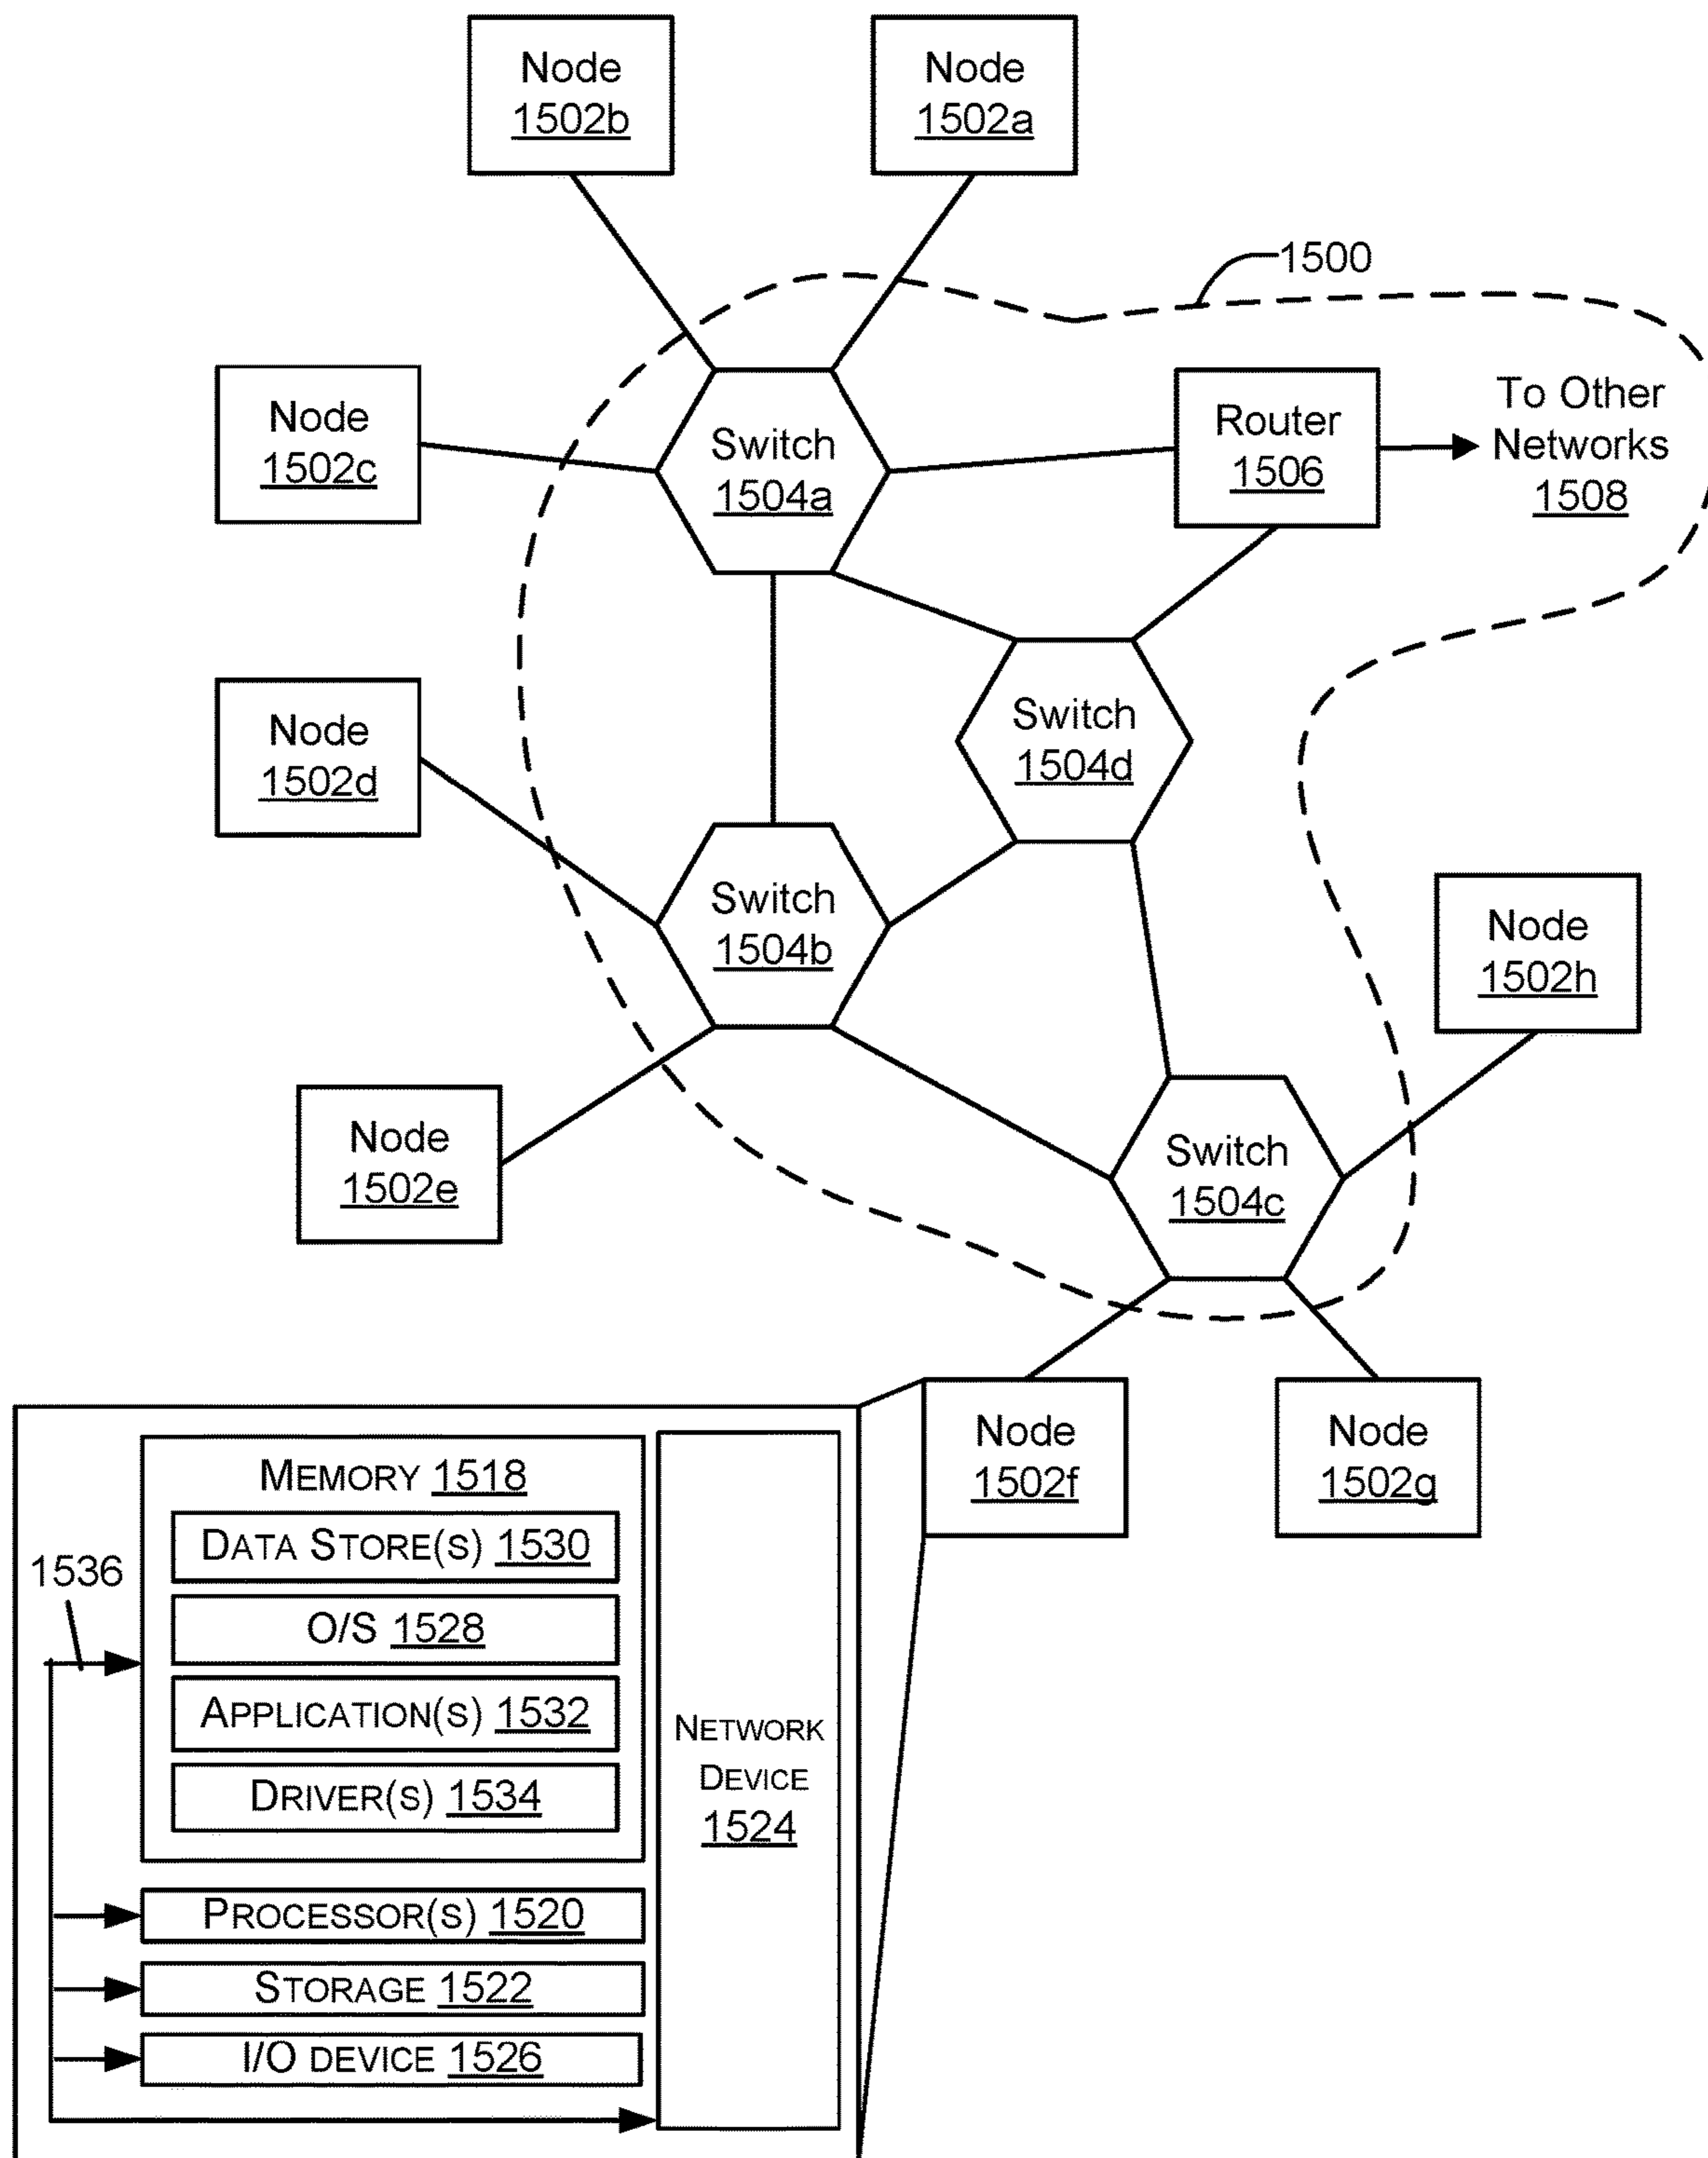 Node
1502b
Node
1502a
1500
Node
1502c
Switch
1504a
Router
1506
To Other
Networks
1508
Node
1502d
Switch
1504d
Switch
1504b
Node
1502h
Node
1502e
Switch
1504c
Node
1502f
Node
1502g
MEMORY 1518
DATA STORE(S) 1530
1536
O/S 1528
APPLICATION(S) 1532
DRIVER(S) 1534
NETWORK
DEVICE
1524
PROCESSOR(S) 1520
STORAGE 1522
I/O DEVICE 1526